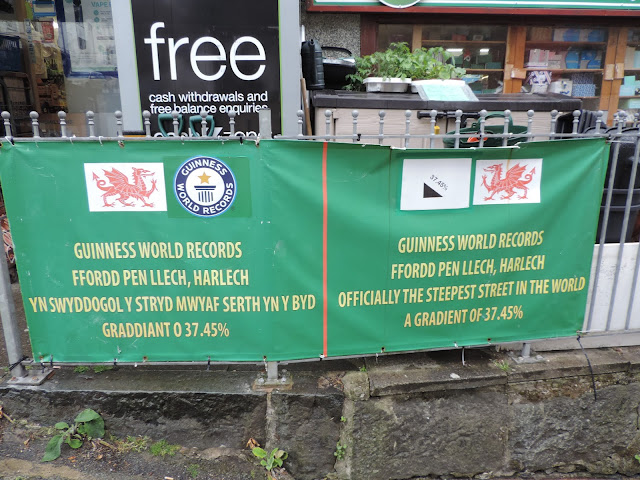 free
cash withdrawals and
free balance enquiries
GUINNESS
WORLD RECORDS
GUINNESS WORLD RECORDS
FFORDD PEN LLECH, HARLECH
YN SWYDDOGOL Y STRYD MWYAF SERTH YN Y BYD
GRADDIANT O 37.45%
37.45%
GUINNESS WORLD RECORDS
FFORDD PEN LLECH, HARLECH
OFFICIALLY THE STEEPEST STREET IN THE WORLD
A GRADIENT OF 37.45%